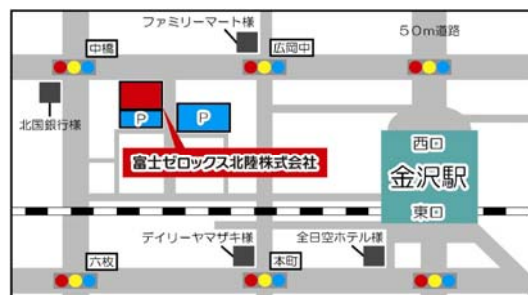 ファミリーマート様
５０ｍ道路
中橋
広岡中
北国銀行様
P
P
富士ゼロックス北陸株式会社
西口
金沢駅
東口
デイリーヤマザキ様
全日空ホテル様
六枚
本町